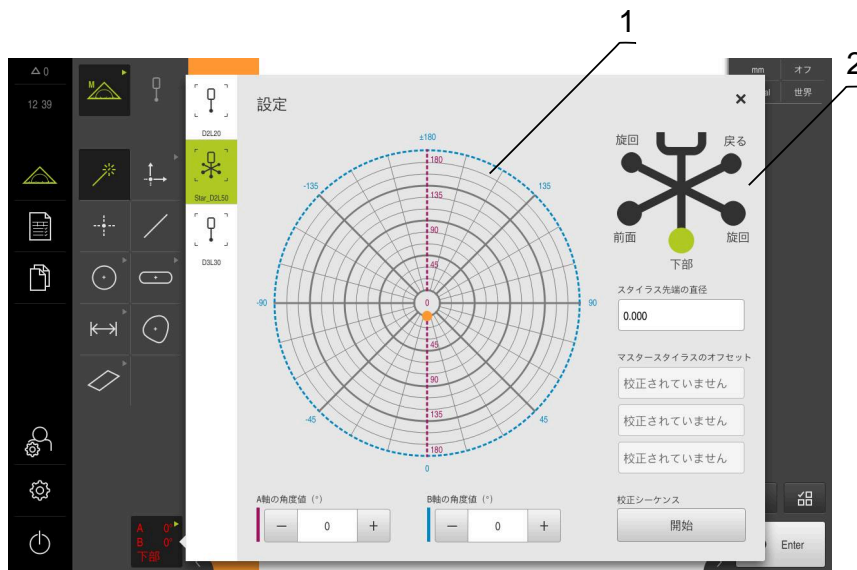 1
2
△ 0
mm
オフ
al
世界
12 39
M
設定
×
D2L20
Star_D2L50
D3L30
±180
180
-135
135
135
90
45
-90
0
90
45
90
135
-45
45
180
0
旋回
戻る
前面
旋回
下部
スタイラス先端の直径
0.000
マスタースタイラスのオフセット
校正されていません
校正されていません
校正されていません
A軸の角度値 (°)
B軸の角度値 (°)
校正シーケンス
− 0 +
− 0 +
開始
A 0°
B 0°
下部
Enter